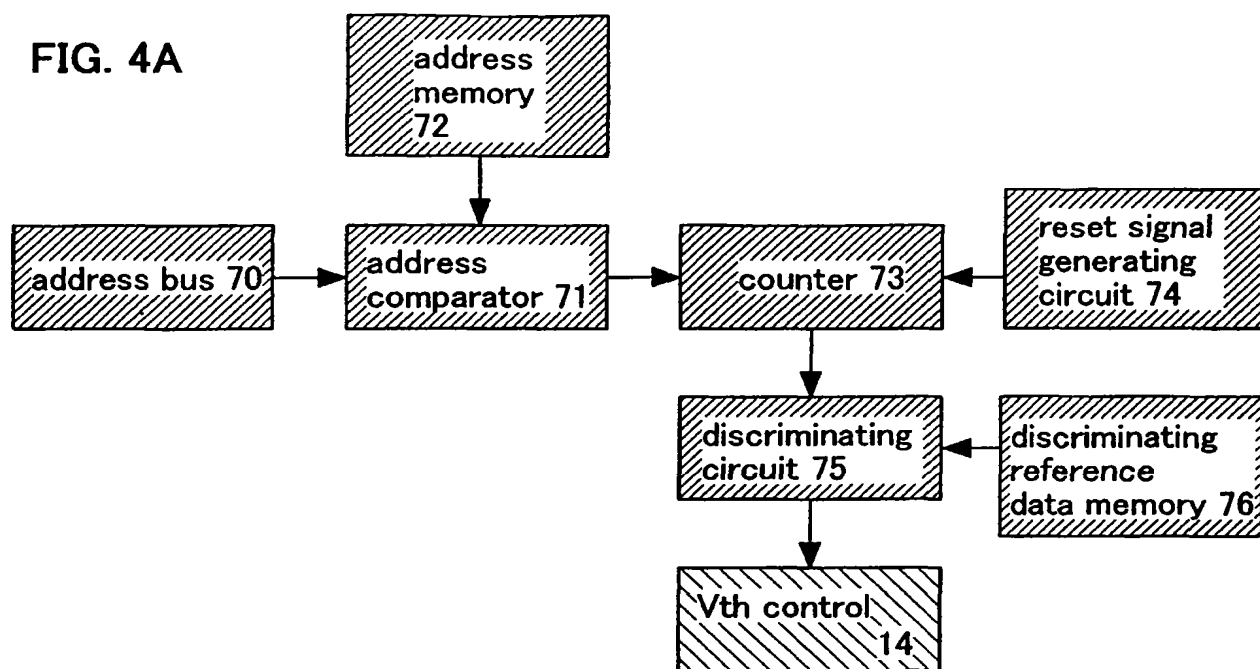 FIG. 4A
address
memory
72
address bus 70
address
comparator 71
counter 73
reset signal
generating
circuit 74
discriminating
circuit 75
discriminating
reference
data memory 76
Vth control
14